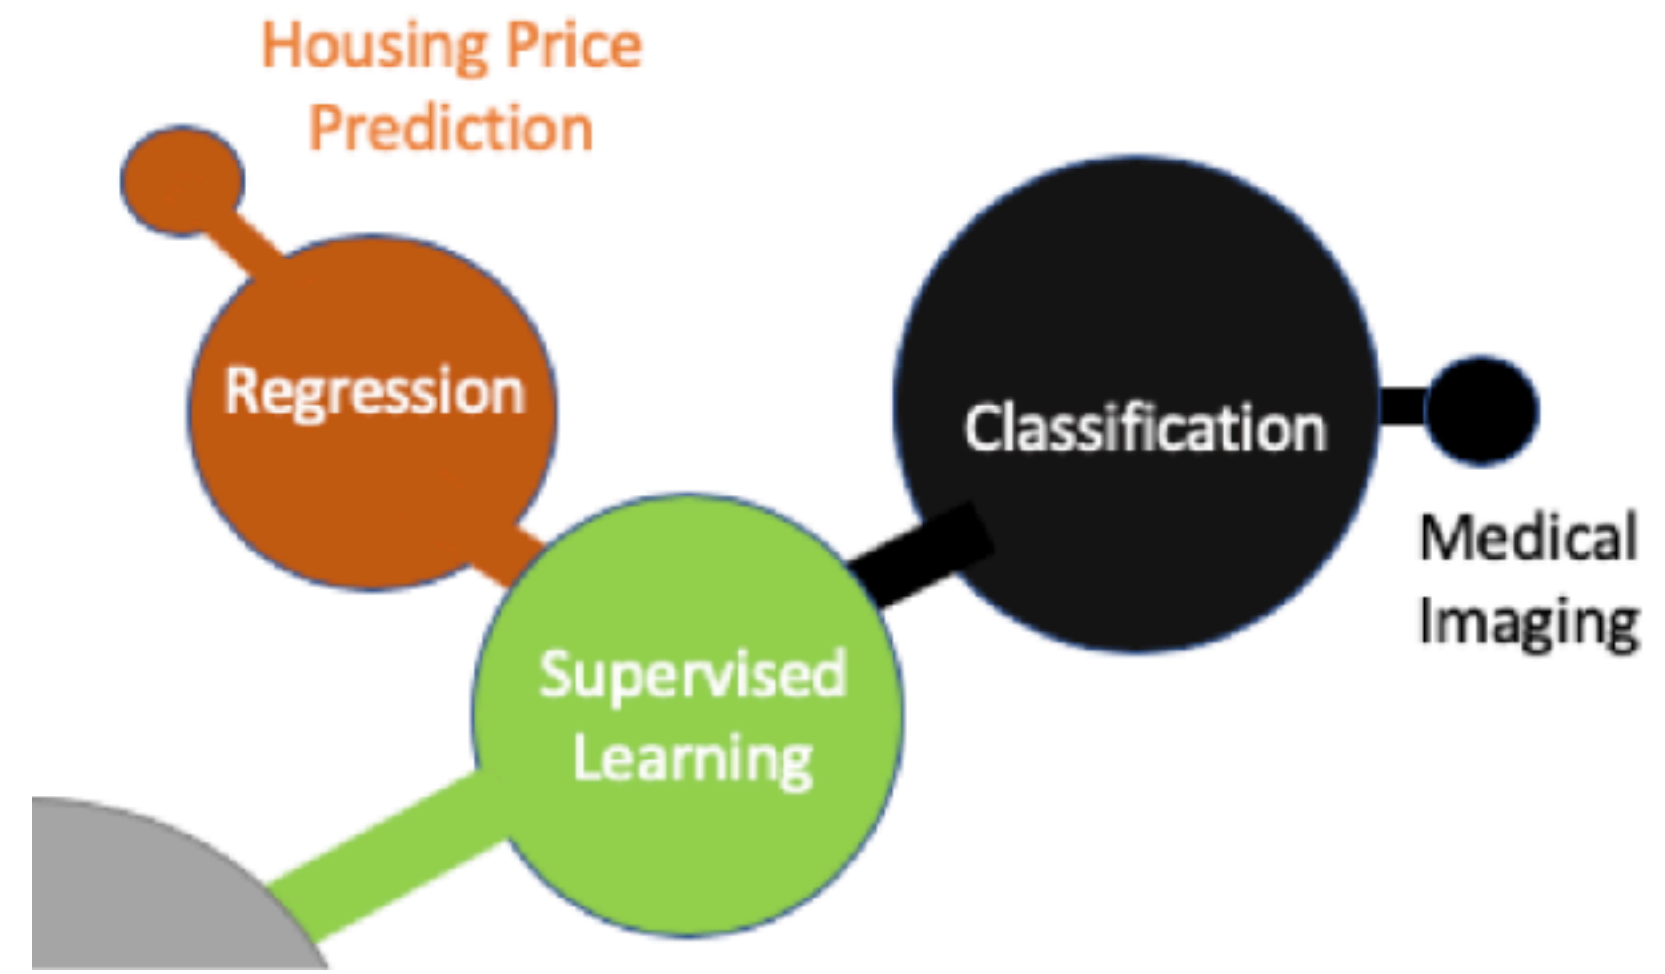 Housing Price
Prediction
Regression
Classification
Medical
Imaging
Supervised
Learning